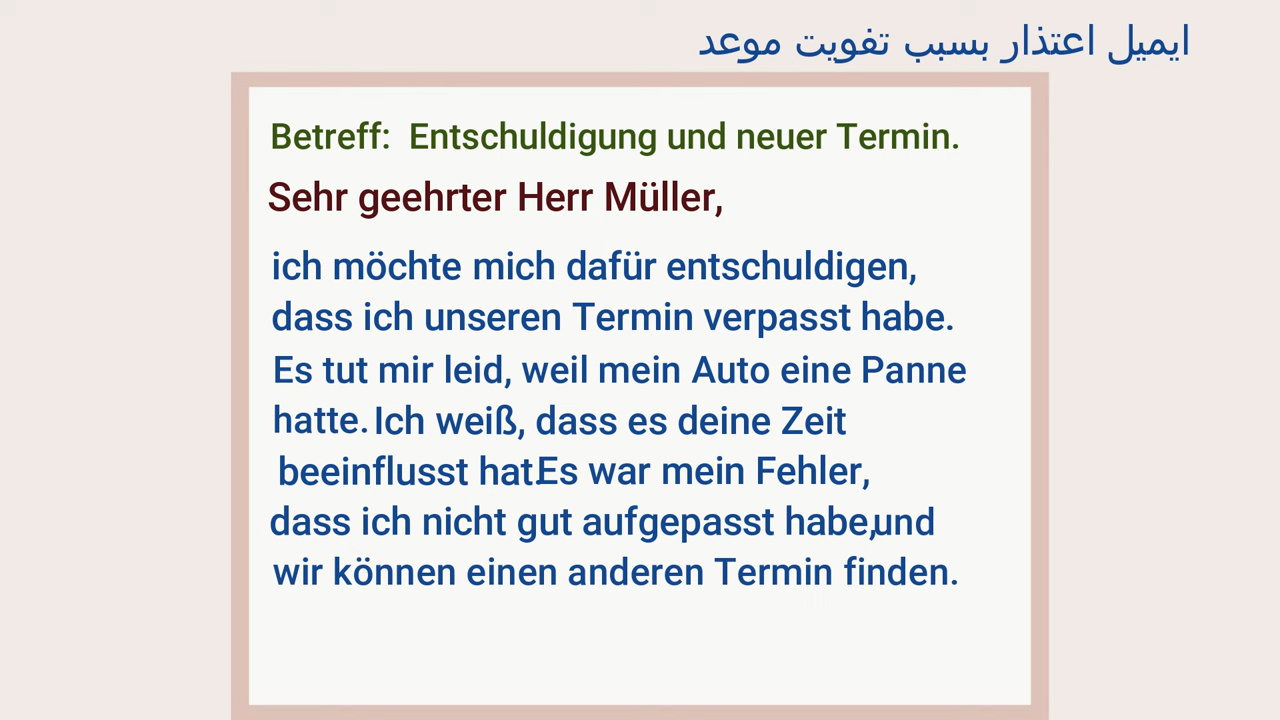 ايميل اعتذار بسبب تفويت موعد
Betreff: Entschuldigung und neuer Termin.
Sehr geehrter Herr Müller,
ich möchte mich dafür entschuldigen,
dass ich unseren Termin verpasst habe.
Es tut mir leid, weil mein Auto eine Panne
hatte. Ich weiß, dass es deine Zeit
beeinflusst hat.Es war mein Fehler,
dass ich nicht gut aufgepasst habe,und
wir können einen anderen Termin finden.